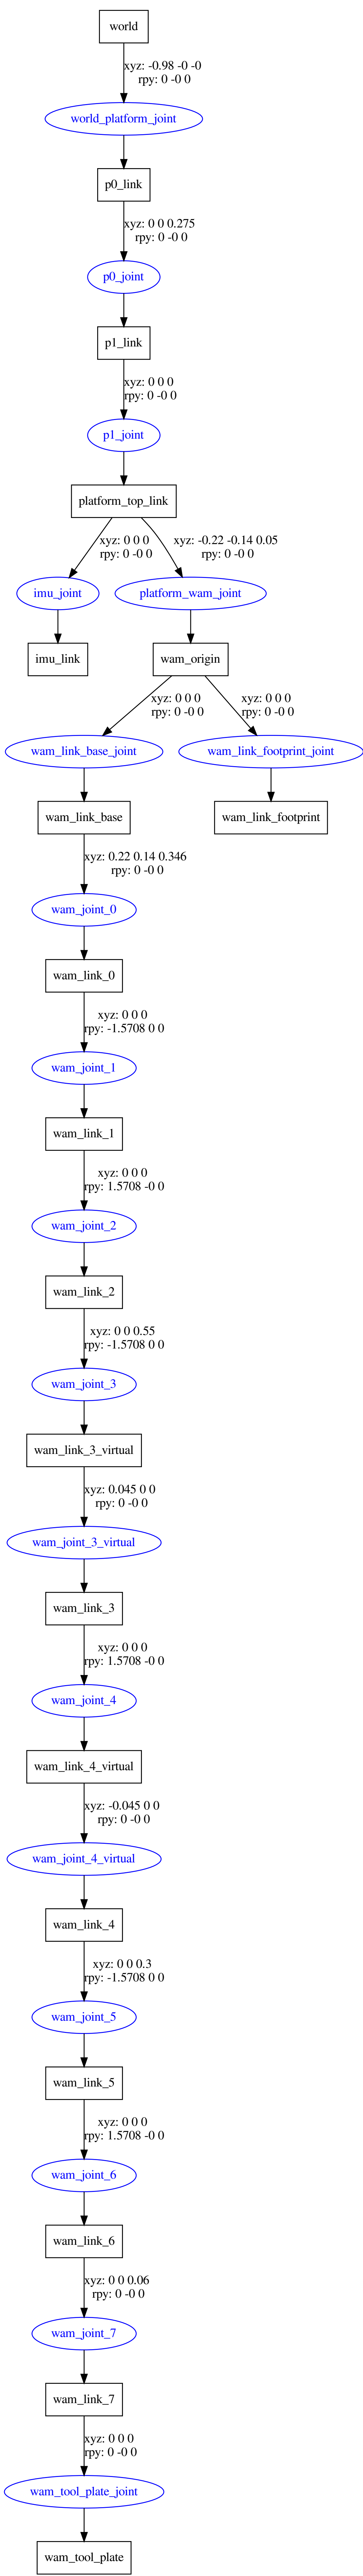 world
xyz: -0.98 -0 -0
rpy: 0 -0 0
world_platform_joint
p0_link
xyz: 0 0 0.275
rpy: 0 -0 0
p0_joint
p1_link
xyz: 0 0 0
rpy: 0 -0 0
p1_joint
platform_top_link
xyz: 0 0 0
rpy: 0 -0 0
xyz: -0.22 -0.14 0.05
rpy: 0 -0 0
imu_joint
platform_wam_joint
imu_link
wam_origin
xyz: 0 0 0
rpy: 0 -0 0
xyz: 0 0 0
rpy: 0 -0 0
wam_link_base_joint
wam_link_footprint_joint
wam_link_base
wam_link_footprint
xyz: 0.22 0.14 0.346
rpy: 0 -0 0
wam_joint_0
wam_link_0
xyz: 0 0 0
rpy: -1.5708 0 0
wam_joint_1
wam_link_1
xyz: 0 0 0
rpy: 1.5708 -0 0
wam_joint_2
wam_link_2
xyz: 0 0 0.55
rpy: -1.5708 0 0
wam_joint_3
wam_link_3_virtual
xyz: 0.045 0 0
rpy: 0 -0 0
wam_joint_3_virtual
wam_link_3
xyz: 0 0 0
rpy: 1.5708 -0 0
wam_joint_4
wam_link_4_virtual
xyz: -0.045 0 0
rpy: 0 -0 0
wam_joint_4_virtual
wam_link_4
xyz: 0 0 0.3
rpy: -1.5708 0 0
wam_joint_5
wam_link_5
xyz: 0 0 0
rpy: 1.5708 -0 0
wam_joint_6
wam_link_6
xyz: 0 0 0.06
rpy: 0 -0 0
wam_joint_7
wam_link_7
xyz: 0 0 0
rpy: 0 -0 0
wam_tool_plate_joint
wam_tool_plate